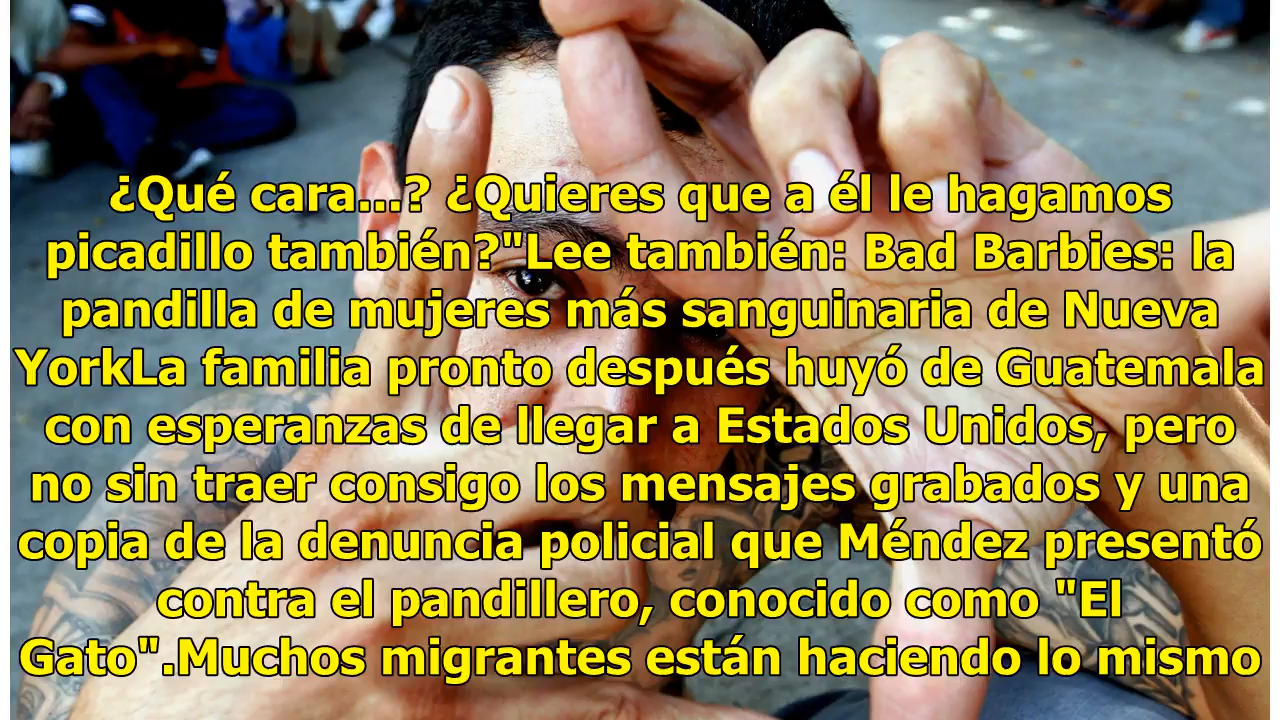 ¿Qué cara...? ¿Quieres que a él le hagamos
picadillo también?"Lee también: Bad Barbies: la
pandilla de mujeres más sanguinaria de Nueva
YorkLa familia pronto después huyó de Guatemala
con esperanzas de llegar a Estados Unidos, pero
no sin traer consigo los mensajes grabados y una
copia de la denuncia policial que Méndez presentó
contra el pandillero, conocido como "El
Gato".Muchos migrantes están haciendo lo mismo